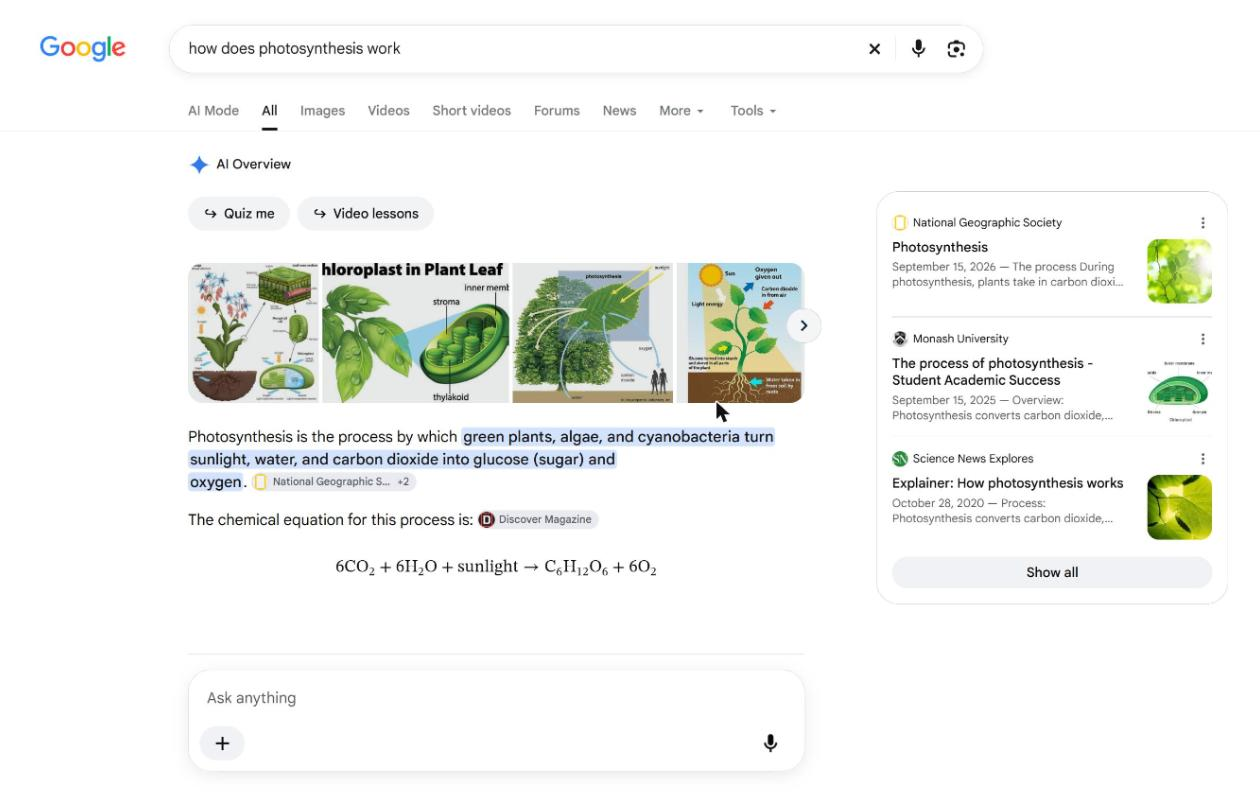 Google
how does photosynthesis work
AI Mode
All
Images
Videos
Short videos
Forums
News
More
Tools
AI Overview
Quiz me
Video lessons
hloroplast in Plant Leaf
inner memb
stroma
thylakoid
photosynthesis
sunlight
oxygen
carbon
dioxide
water
Sun
Oxygen
given out
Carbon dioxide
in from air
Light energy
Water taken in
from soil by
roots
Photosynthesis is the process by which green plants, algae, and cyanobacteria turn
sunlight, water, and carbon dioxide into glucose (sugar) and
oxygen. National Geographic S... +2
The chemical equation for this process is: Discover Magazine
6CO₂ + 6H₂O + sunlight → C₆H₁₂O₆ + 6O₂
Ask anything
National Geographic Society
Photosynthesis
September 15, 2026 — The process During
photosynthesis, plants take in carbon dioxi...
Monash University
The process of photosynthesis -
Student Academic Success
September 15, 2025 — Overview:
Photosynthesis converts carbon dioxide,...
SN
Science News Explores
Explainer: How photosynthesis works
October 28, 2020 — Process:
Photosynthesis converts carbon dioxide,...
Show all